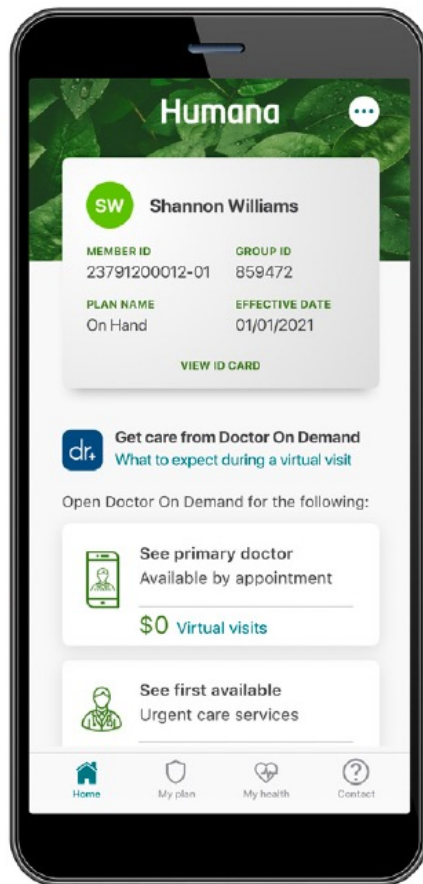 Humana
SW Shannon Williams
MEMBER ID GROUP ID
23791200012-01 859472
PLAN NAME EFFECTIVE DATE
On Hand 01/01/2021
VIEW ID CARD
dr+ Get care from Doctor On Demand
What to expect during a virtual visit
Open Doctor On Demand for the following:
See primary doctor
Available by appointment
$0 Virtual visits
See first available
Urgent care services
Home My plan My health Contact